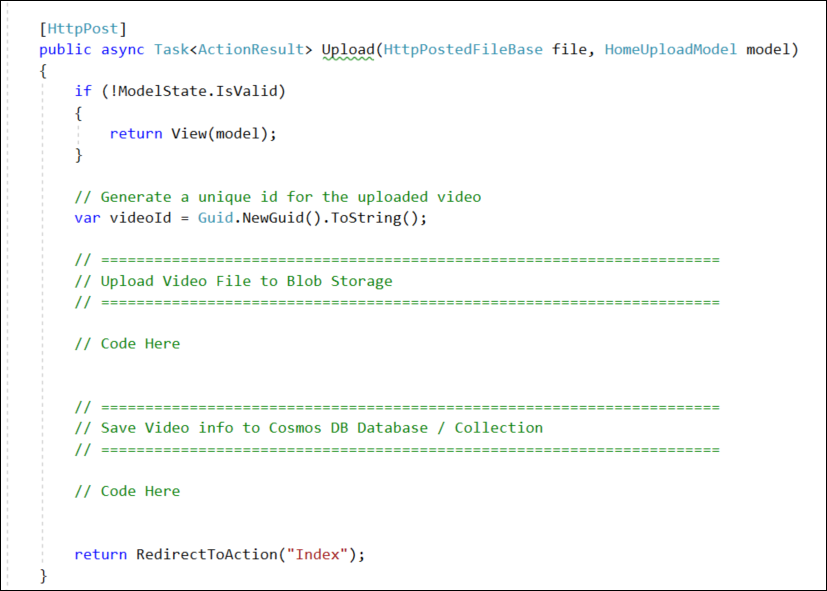 [HttpPost]
public async Task<ActionResult> Upload(HttpPostedFileBase file, HomeUploadModel model)
{
if (!ModelState.IsValid)
{
return View(model);
}
// Generate a unique id for the uploaded video
var videoId = Guid.NewGuid().ToString();
// ======================================================================
// Upload Video File to Blob Storage
// ======================================================================
// Code Here
// ======================================================================
// Save Video info to Cosmos DB Database / Collection
// ======================================================================
// Code Here
return RedirectToAction("Index");
}